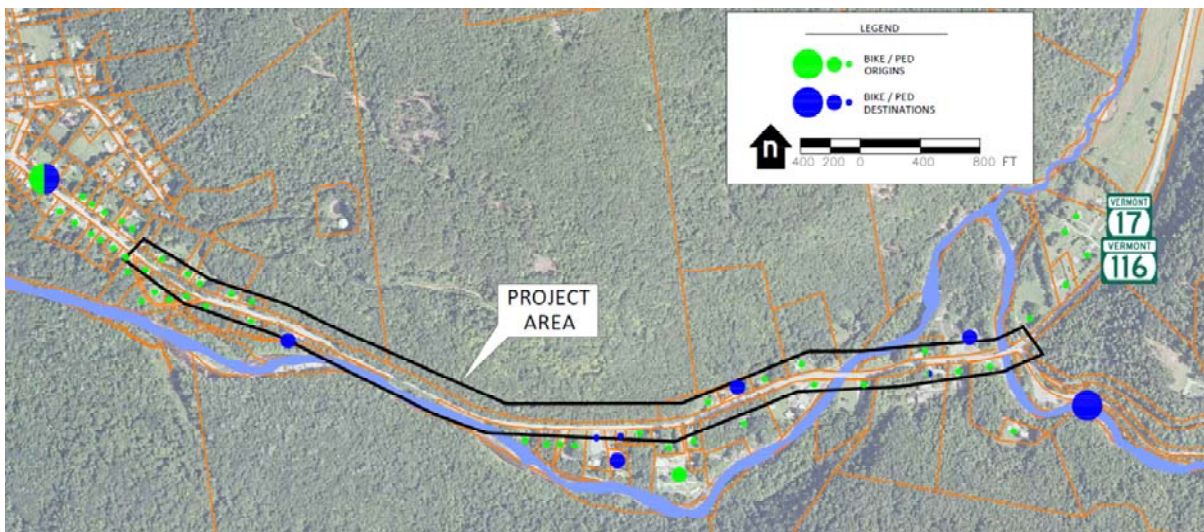 LEGEND
BIKE / PED
ORIGINS
BIKE / PED
DESTINATIONS
n
400 200 0 400 800 FT
VERMONT
17
VERMONT
116
PROJECT
AREA